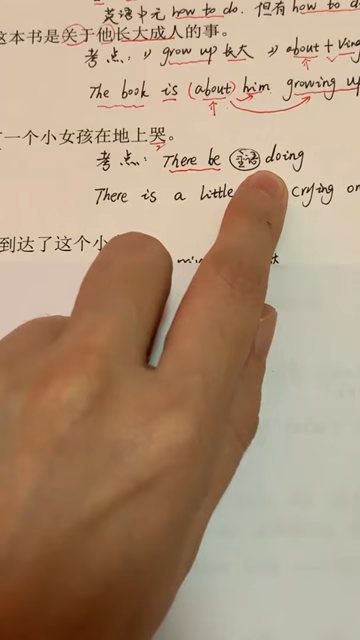 英语中无 how to do. 但有 how to do
这本书是关于他长大成人的事。
考点: 1) grow up 长大 2) about + Ving
The book is (about) him growing up
一个小女孩在地上哭。
考点: There be 主语 doing
There is a little crying on
到达了这个小